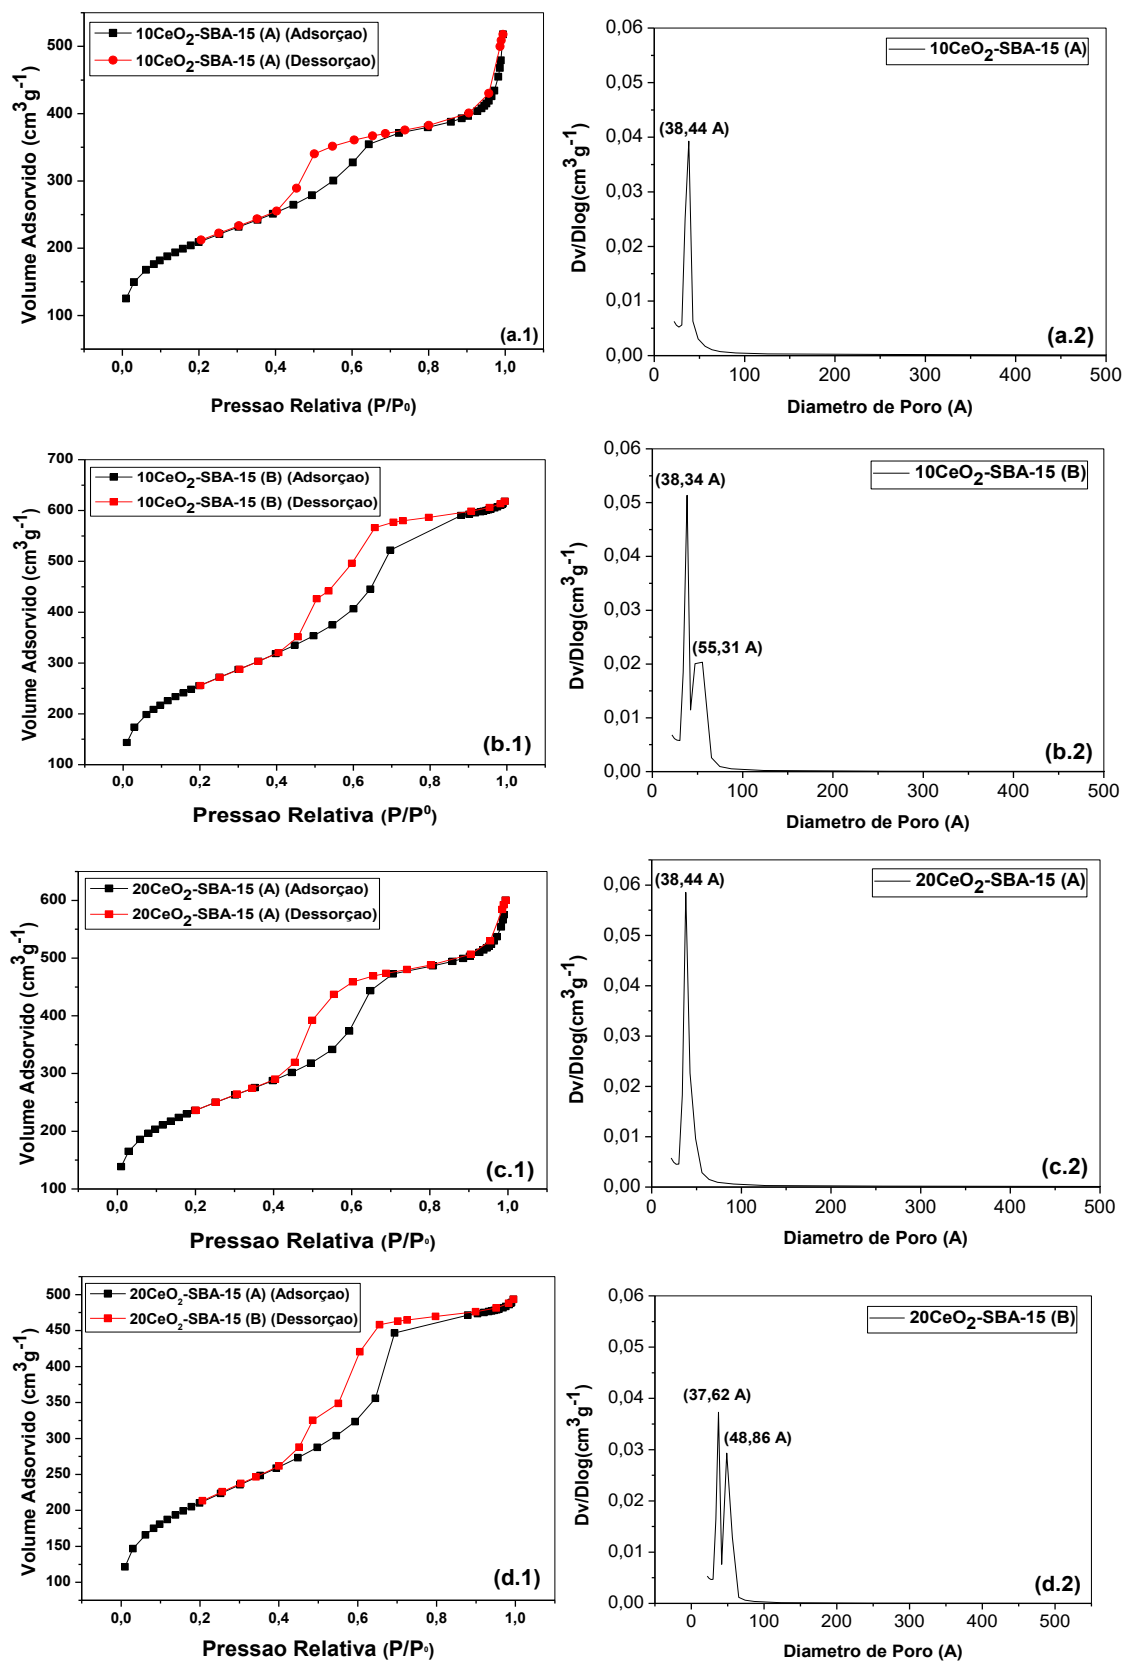 10CeO2-SBA-15 (A) (Adsorçao)
10CeO2-SBA-15 (A) (Dessorçao)
Volume Adsorvido (cm3g-1)
500
400
300
200
100
0,0 0,2 0,4 0,6 0,8 1,0
Pressao Relativa (P/P0)
(a.1)
10CeO2-SBA-15 (A)
(38,44 A)
Dv/Dlog(cm3g-1)
0,06
0,05
0,04
0,03
0,02
0,01
0,00
0 100 200 300 400 500
Diametro de Poro (A)
(a.2)
10CeO2-SBA-15 (B) (Adsorçao)
10CeO2-SBA-15 (B) (Dessorçao)
Volume Adsorvido (cm3g-1)
700
600
500
400
300
200
100
0,0 0,2 0,4 0,6 0,8 1,0
Pressao Relativa (P/P0)
(b.1)
10CeO2-SBA-15 (B)
(38,34 A)
(55,31 A)
Dv/Dlog(cm3g-1)
0,06
0,05
0,04
0,03
0,02
0,01
0,00
0 100 200 300 400 500
Diametro de Poro (A)
(b.2)
20CeO2-SBA-15 (A) (Adsorçao)
20CeO2-SBA-15 (A) (Dessorçao)
Volume Adsorvido (cm3g-1)
600
500
400
300
200
100
0,0 0,2 0,4 0,6 0,8 1,0
Pressao Relativa (P/P0)
(c.1)
20CeO2-SBA-15 (A)
(38,44 A)
Dv/Dlog(cm3g-1)
0,06
0,05
0,04
0,03
0,02
0,01
0,00
0 100 200 300 400 500
Diametro de Poro (A)
(c.2)
20CeO2-SBA-15 (A) (Adsorçao)
20CeO2-SBA-15 (B) (Dessorçao)
Volume Adsorvido (cm3g-1)
500
450
400
350
300
250
200
150
100
0,0 0,2 0,4 0,6 0,8 1,0
Pressao Relativa (P/P0)
(d.1)
20CeO2-SBA-15 (B)
(37,62 A)
(48,86 A)
Dv/Dlog(cm3g-1)
0,06
0,05
0,04
0,03
0,02
0,01
0,00
0 100 200 300 400 500
Diametro de Poro (A)
(d.2)